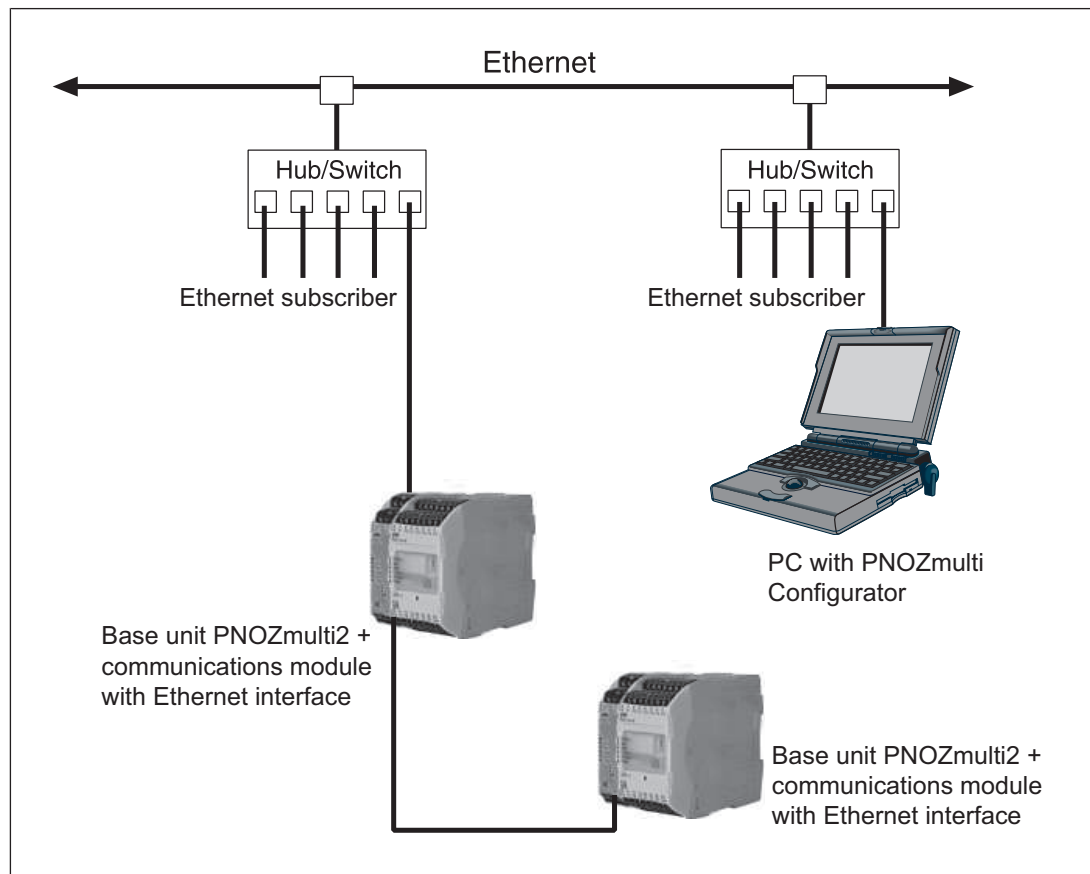 Ethernet
Hub/Switch
Hub/Switch
Ethernet subscriber
Ethernet subscriber
PC with PNOZmulti
Configurator
Base unit PNOZmulti2 +
communications module
with Ethernet interface
Base unit PNOZmulti2 +
communications module
with Ethernet interface